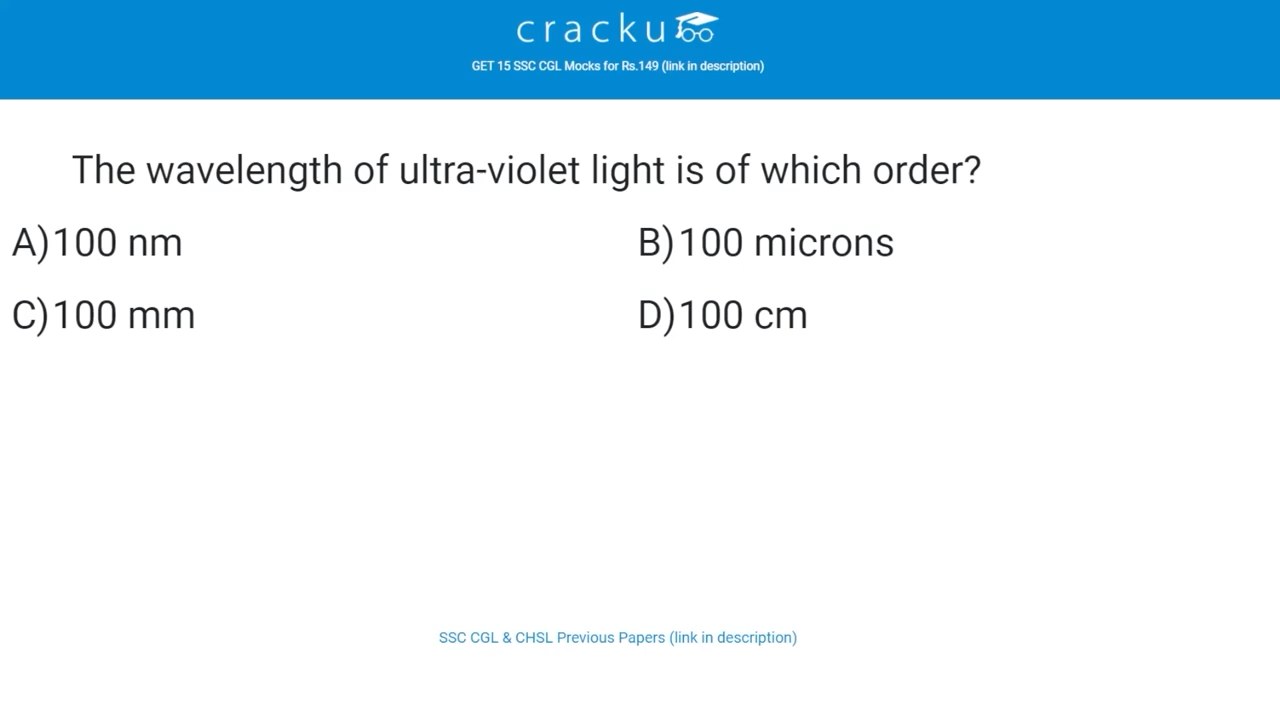 cracku
GET 15 SSC CGL Mocks for Rs.149 (link in description)
The wavelength of ultra-violet light is of which order?
A)100 nm B)100 microns
C)100 mm D)100 cm
SSC CGL & CHSL Previous Papers (link in description)